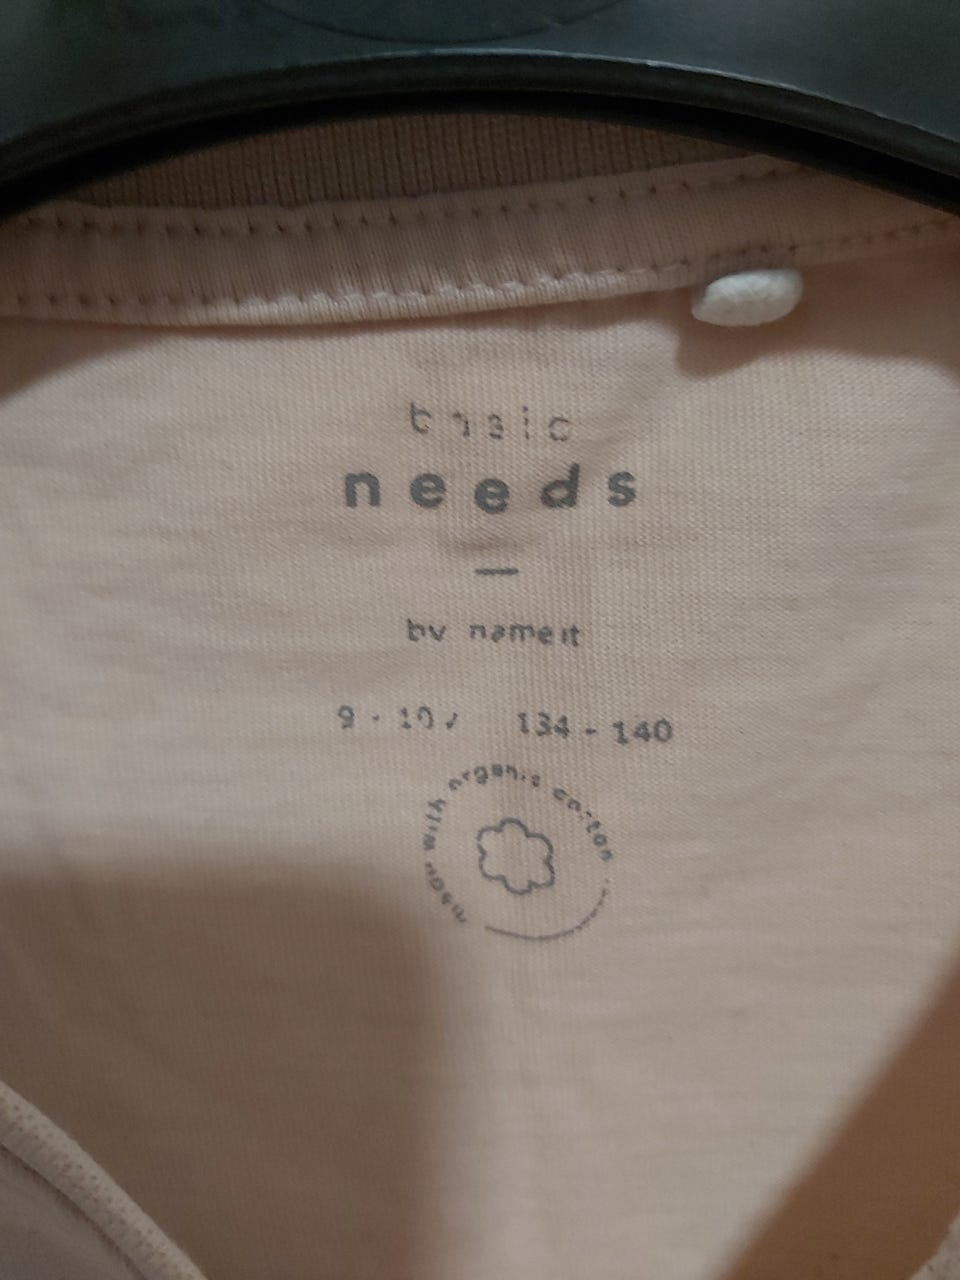 basic
needs
—
by name it
9 - 10y 134 - 140
made with organic cotton